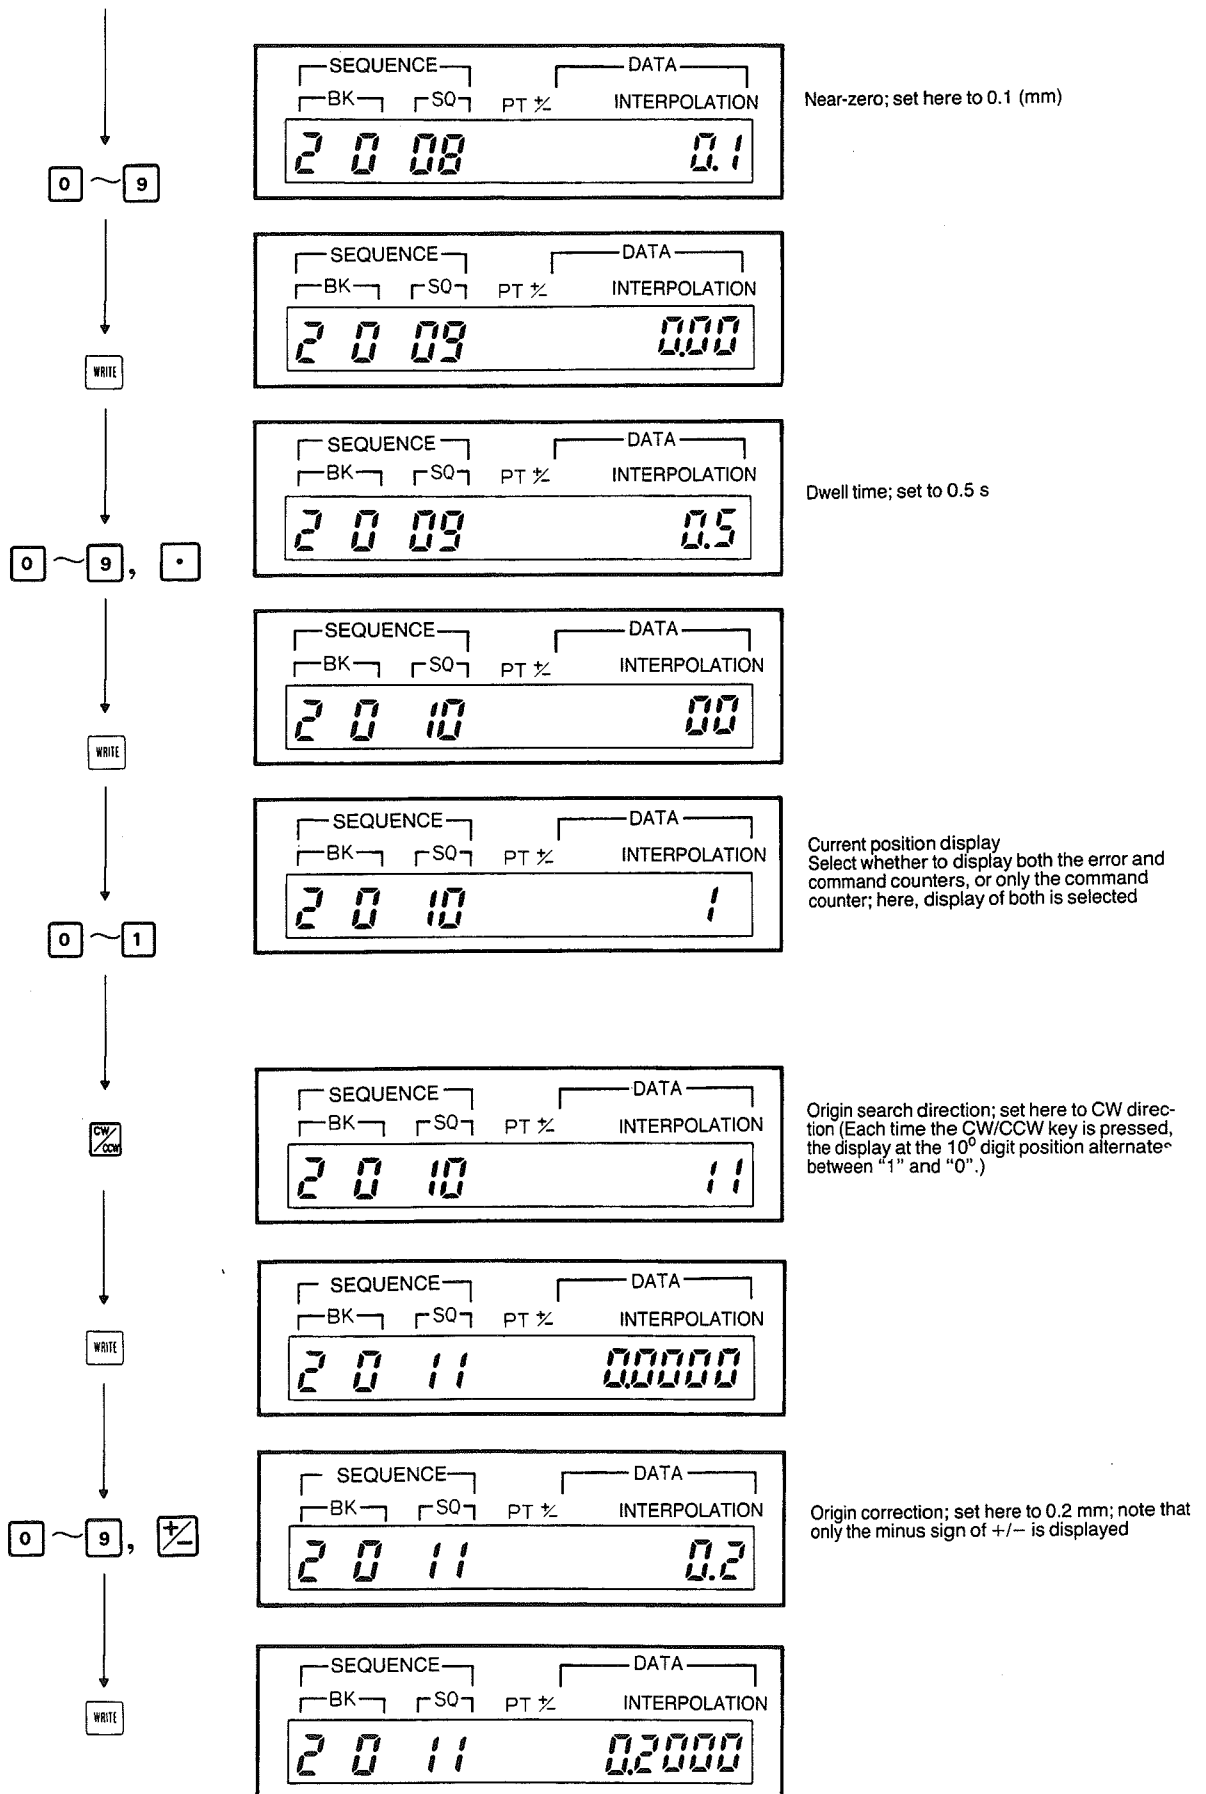 SEQUENCE DATA
BK SQ PT +/− INTERPOLATION
2 0 08 0.1
Near-zero; set here to 0.1 (mm)
0 ~ 9
SEQUENCE DATA
BK SQ PT +/− INTERPOLATION
2 0 09 0.00
WRITE
SEQUENCE DATA
BK SQ PT +/− INTERPOLATION
2 0 09 0.5
Dwell time; set to 0.5 s
0 ~ 9, •
SEQUENCE DATA
BK SQ PT +/− INTERPOLATION
2 0 10 00
WRITE
SEQUENCE DATA
BK SQ PT +/− INTERPOLATION
2 0 10 1
Current position display
Select whether to display both the error and
command counters, or only the command
counter; here, display of both is selected
0 ~ 1
SEQUENCE DATA
BK SQ PT +/− INTERPOLATION
2 0 10 11
Origin search direction; set here to CW direc-
tion (Each time the CW/CCW key is pressed,
the display at the 10⁰ digit position alternates
between “1” and “0”.)
CW/CCW
SEQUENCE DATA
BK SQ PT +/− INTERPOLATION
2 0 11 0.0000
WRITE
SEQUENCE DATA
BK SQ PT +/− INTERPOLATION
2 0 11 0.2
Origin correction; set here to 0.2 mm; note that
only the minus sign of +/− is displayed
0 ~ 9, +/−
SEQUENCE DATA
BK SQ PT +/− INTERPOLATION
2 0 11 0.2000
WRITE